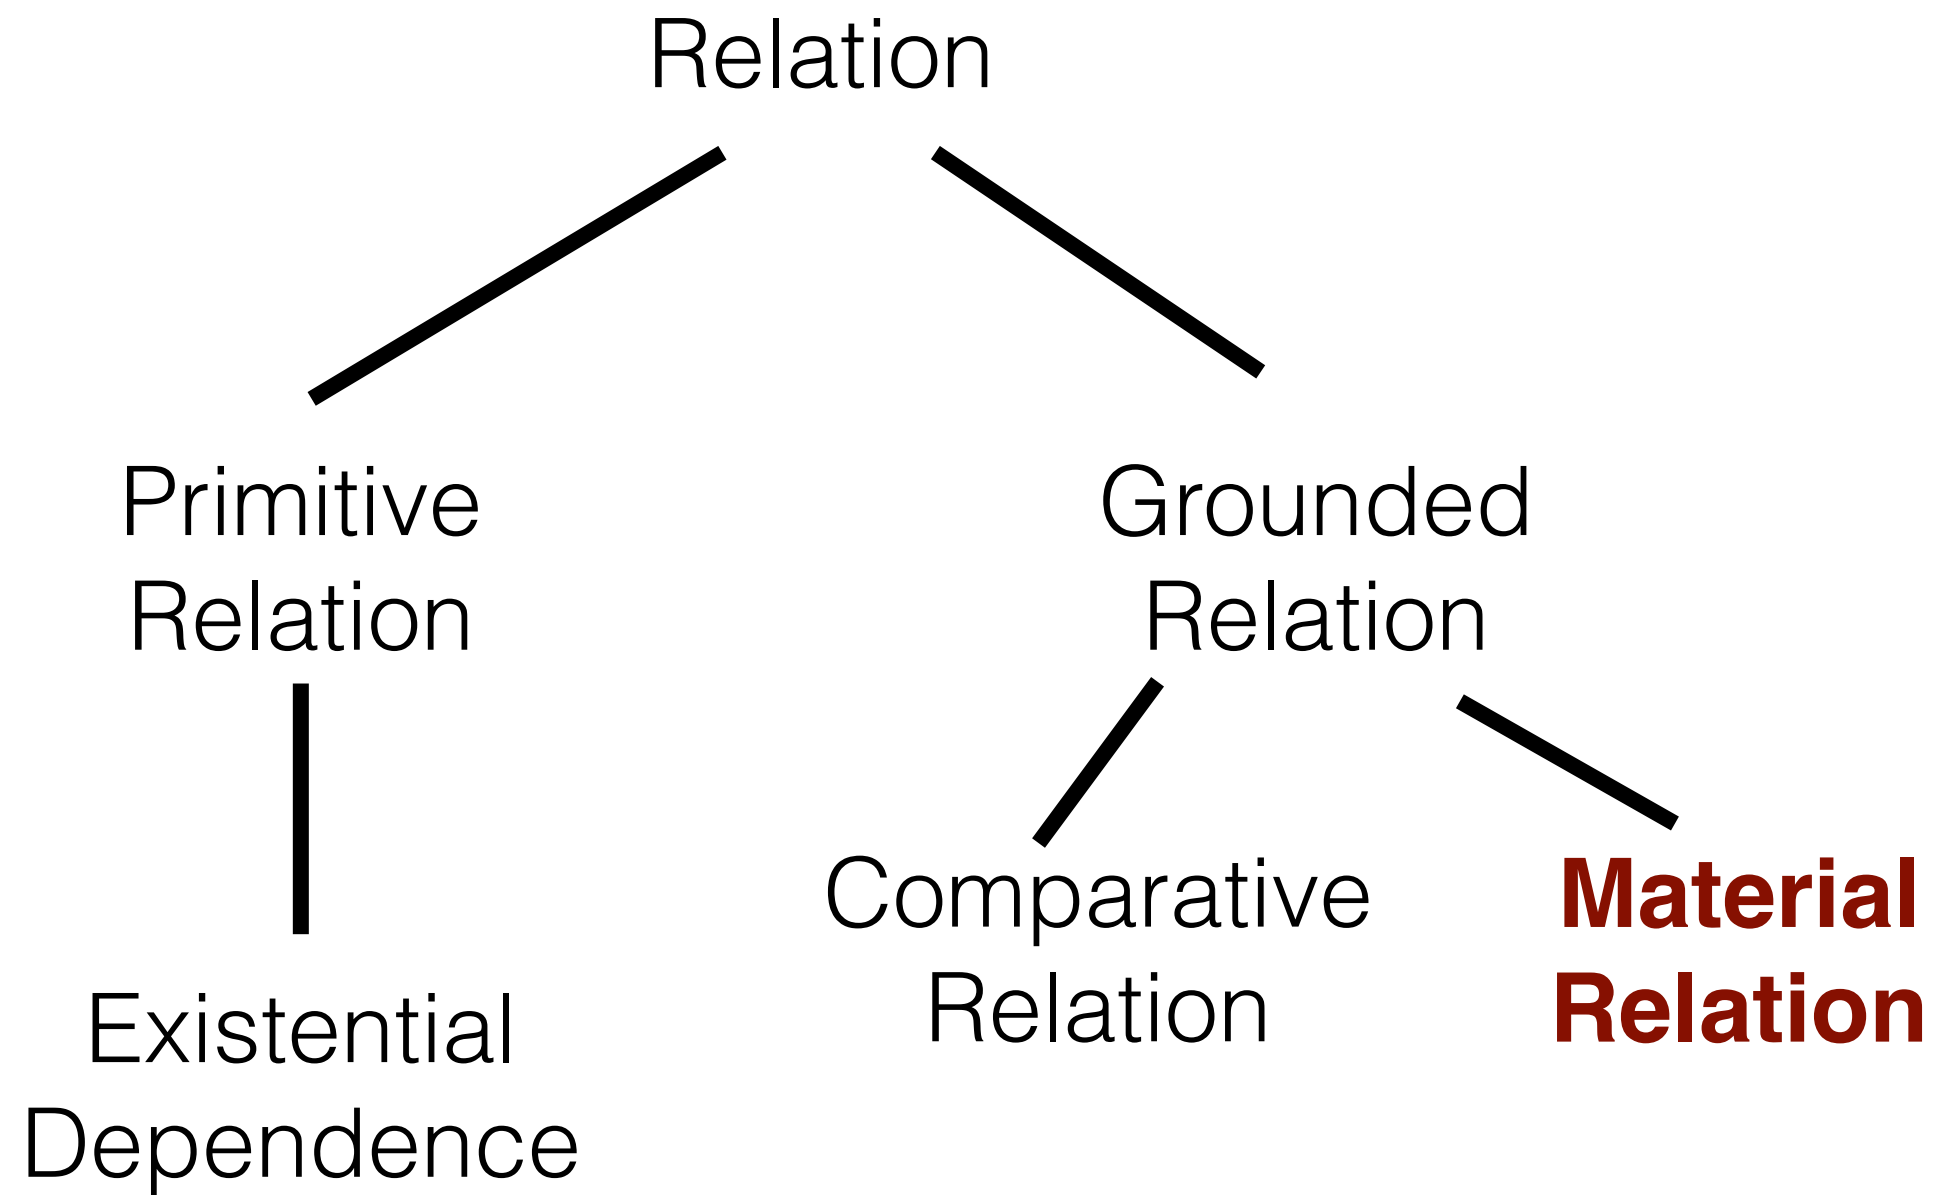 Relation
Primitive
Relation
Grounded
Relation
Comparative
Relation
Material
Relation
Existential
Dependence